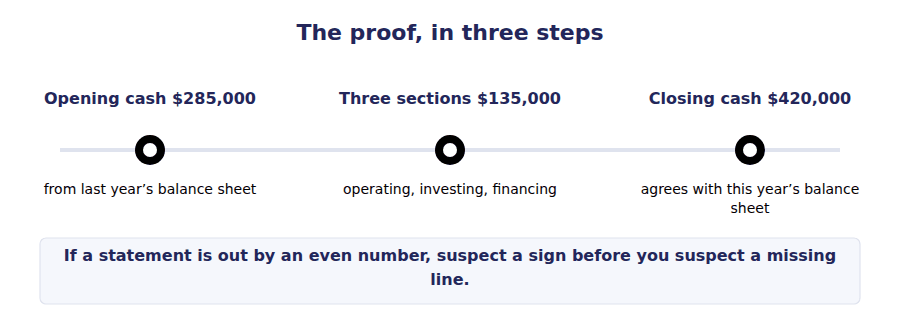 The proof, in three steps
Opening cash $285,000
Three sections $135,000
Closing cash $420,000
from last year’s balance sheet
operating, investing, financing
agrees with this year’s balance
sheet
If a statement is out by an even number, suspect a sign before you suspect a missing
line.